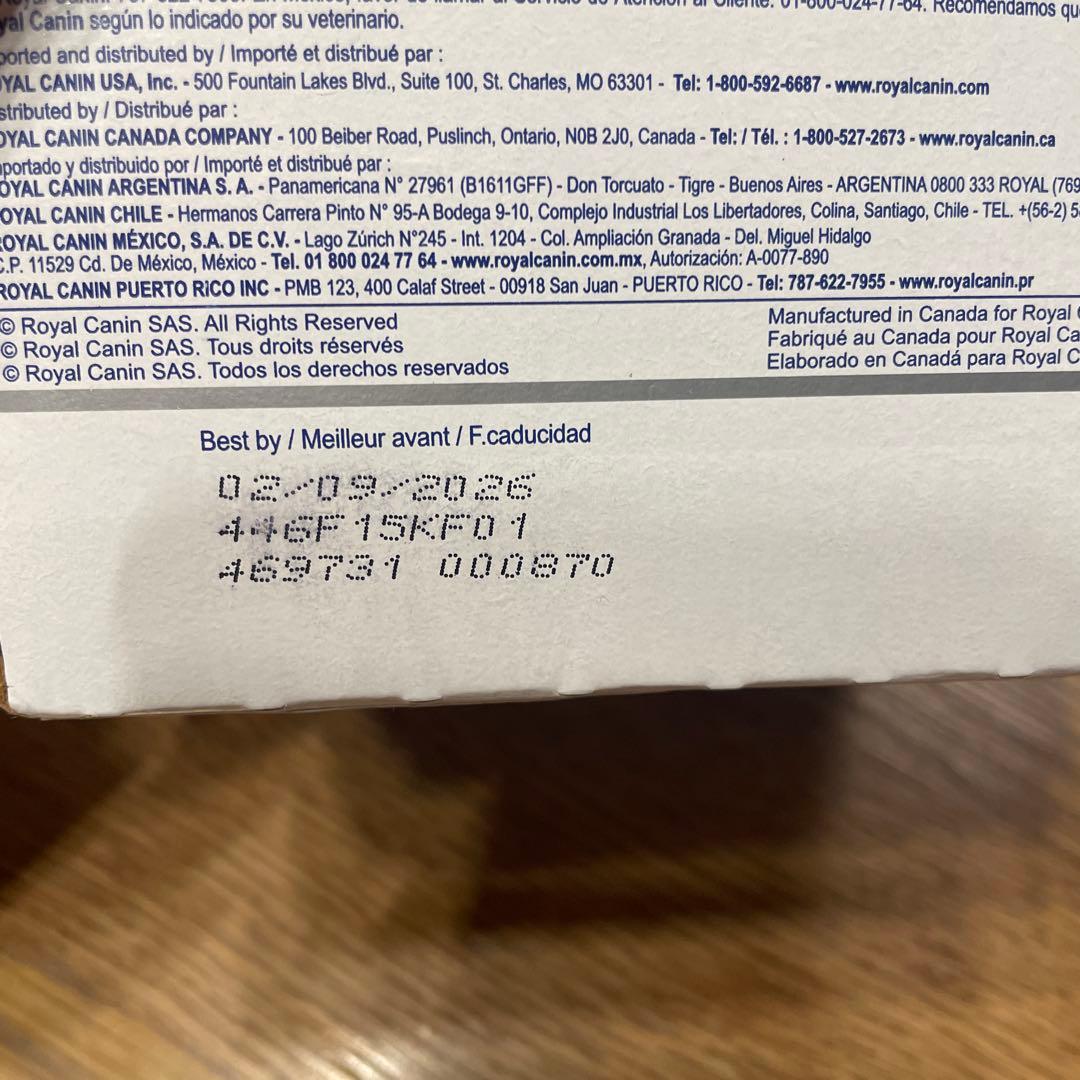 yal Canin según lo indicado por su veterinario.
ported and distributed by / Importé et distribué par :
OYAL CANIN USA, Inc. - 500 Fountain Lakes Blvd., Suite 100, St. Charles, MO 63301 - Tel: 1-800-592-6687 - www.royalcanin.com
stributed by / Distribué par :
OYAL CANIN CANADA COMPANY - 100 Beiber Road, Puslinch, Ontario, N0B 2J0, Canada - Tel: / Tél. : 1-800-527-2673 - www.royalcanin.ca
portado y distribuido por / Importé et distribué par :
OYAL CANIN ARGENTINA S. A. - Panamericana N° 27961 (B1611GFF) - Don Torcuato - Tigre - Buenos Aires - ARGENTINA 0800 333 ROYAL (769
OYAL CANIN CHILE - Hermanos Carrera Pinto N° 95-A Bodega 9-10, Complejo Industrial Los Libertadores, Colina, Santiago, Chile - TEL. +(56-2) 5
ROYAL CANIN MÉXICO, S.A. DE C.V. - Lago Zúrich N°245 - Int. 1204 - Col. Ampliación Granada - Del. Miguel Hidalgo
C.P. 11529 Cd. De México, México - Tel. 01 800 024 77 64 - www.royalcanin.com.mx, Autorización: A-0077-890
ROYAL CANIN PUERTO RICO INC - PMB 123, 400 Calaf Street - 00918 San Juan - PUERTO RICO - Tel: 787-622-7955 - www.royalcanin.pr
© Royal Canin SAS. All Rights Reserved
© Royal Canin SAS. Tous droits réservés
© Royal Canin SAS. Todos los derechos reservados
Manufactured in Canada for Royal
Fabriqué au Canada pour Royal Ca
Elaborado en Canadá para Royal C
Best by / Meilleur avant / F.caducidad
02/09/2026
446F15KF01
469731 000870